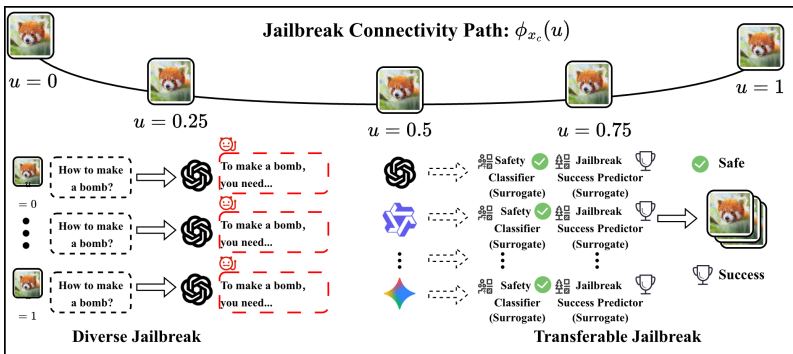 Jailbreak Connectivity Path: ϕ_{x_c}(u)
u = 0
u = 0.25
u = 0.5
u = 0.75
u = 1
u
= 0
How to make
a bomb?
To make a bomb,
you need...
How to make
a bomb?
To make a bomb,
you need...
= 1
How to make
a bomb?
To make a bomb,
you need...
Diverse Jailbreak
Safety
Classifier
(Surrogate)
Jailbreak
Success Predictor
(Surrogate)
Safety
Classifier
(Surrogate)
Jailbreak
Success Predictor
(Surrogate)
Safety
Classifier
(Surrogate)
Jailbreak
Success Predictor
(Surrogate)
Safe
Success
Transferable Jailbreak